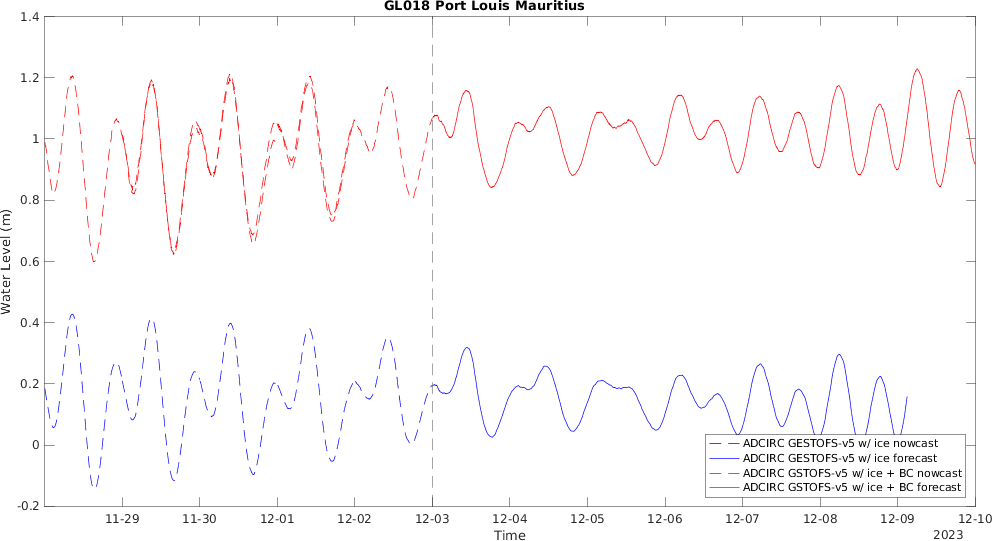 GL018 Port Louis Mauritius
1.4
1.2
1
0.8
0.6
0.4
0.2
0
-0.2
Water Level (m)
ADCIRC GESTOFS-v5 w/ ice nowcast
ADCIRC GESTOFS-v5 w/ ice forecast
ADCIRC GSTOFS-v5 w/ ice + BC nowcast
ADCIRC GSTOFS-v5 w/ ice + BC forecast
11-29 11-30 12-01 12-02 12-03 12-04 12-05 12-06 12-07 12-08 12-09 12-10
Time
2023